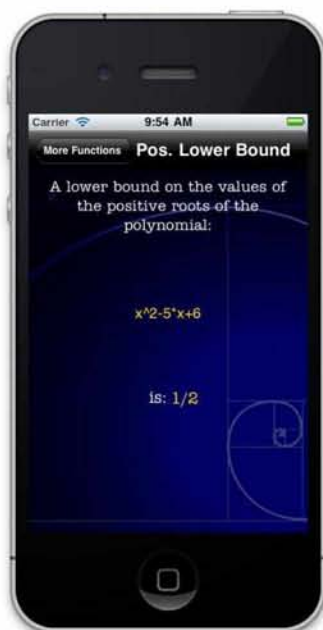 Carrier 9:54 AM
More Functions Pos. Lower Bound
A lower bound on the values of
the positive roots of the
polynomial:
x^2-5*x+6
is: 1/2